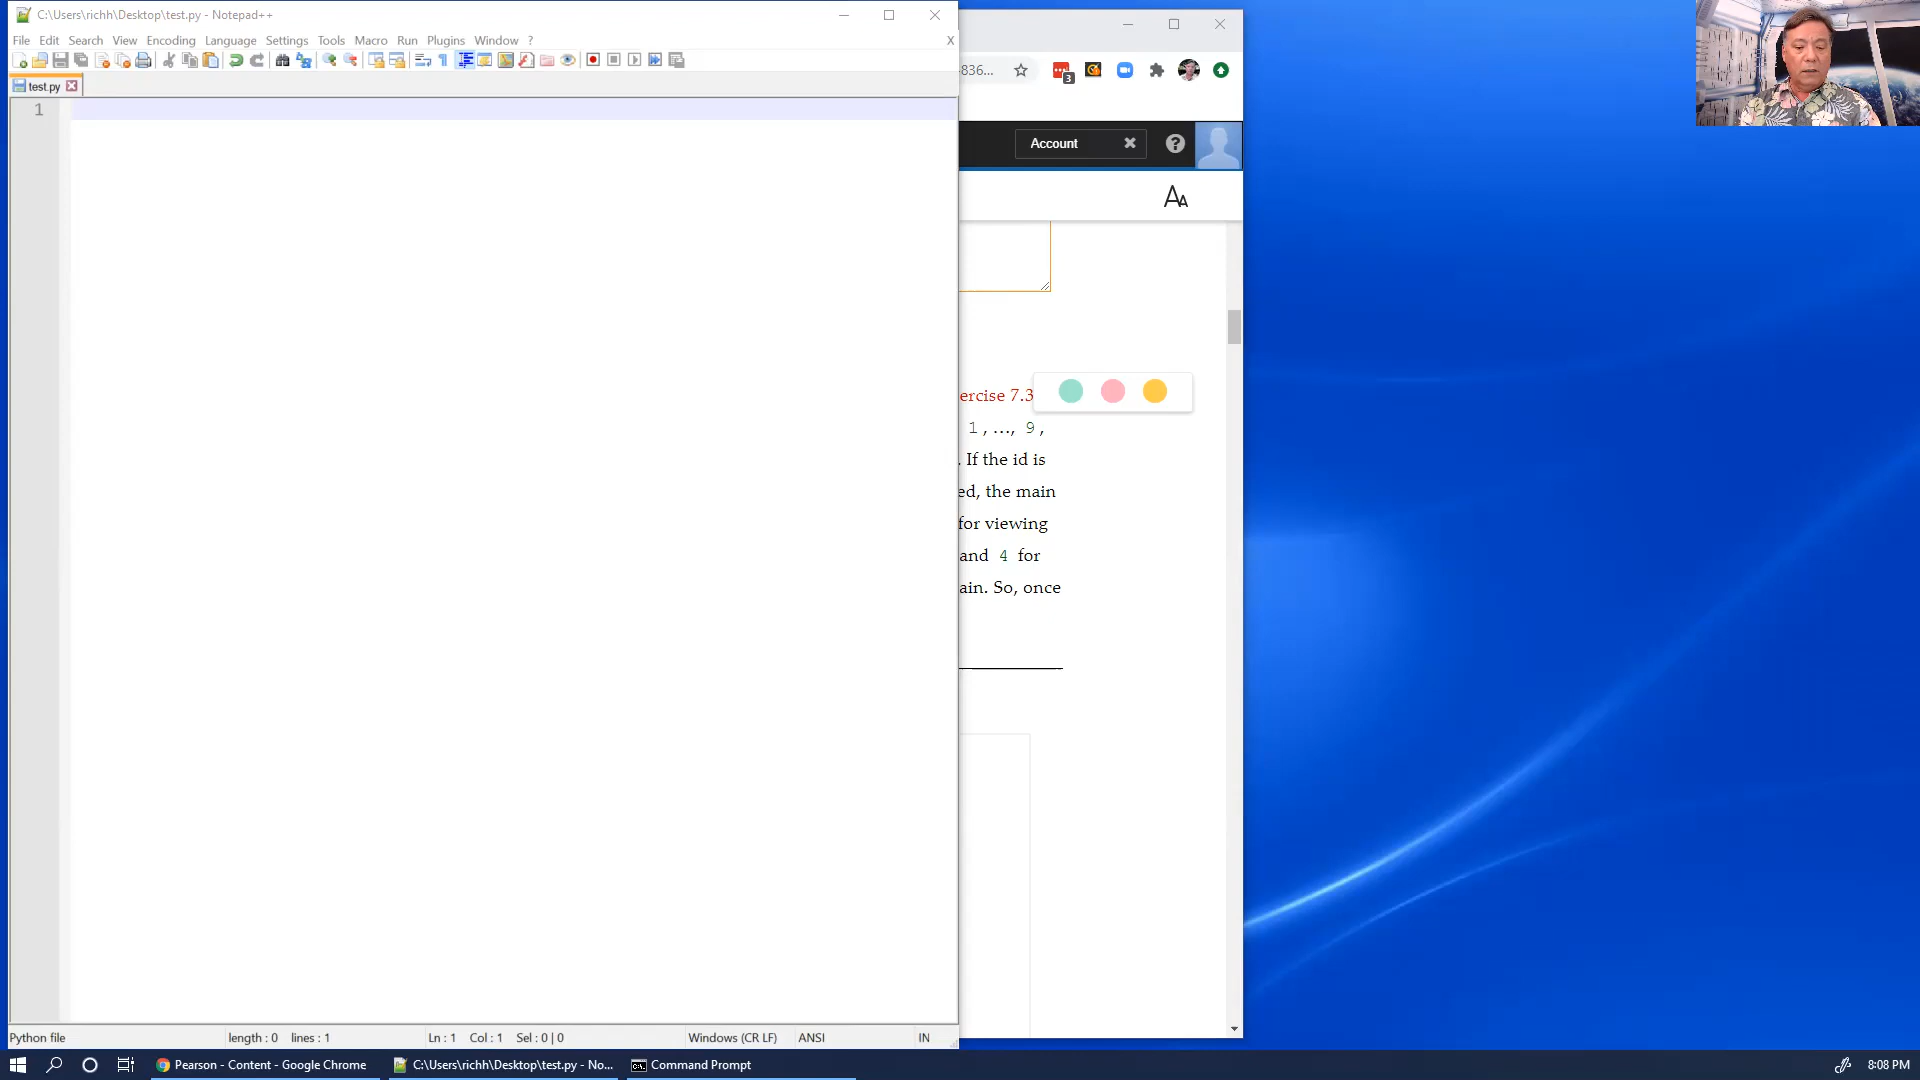 C:\Users\richh\Desktop\test.py - Notepad++
File Edit Search View Encoding Language Settings Tools Macro Run Plugins Window ?
X
test.py
1
836...
3
Account
?
AA
ercise 7.3
1 , ..., 9 ,
. If the id is
ed, the main
for viewing
and 4 for
ain. So, once
Python file length : 0 lines : 1 Ln : 1 Col : 1 Sel : 0 | 0 Windows (CR LF) ANSI IN
Pearson - Content - Google Chrome C:\Users\richh\Desktop\test.py - No... Command Prompt 8:08 PM